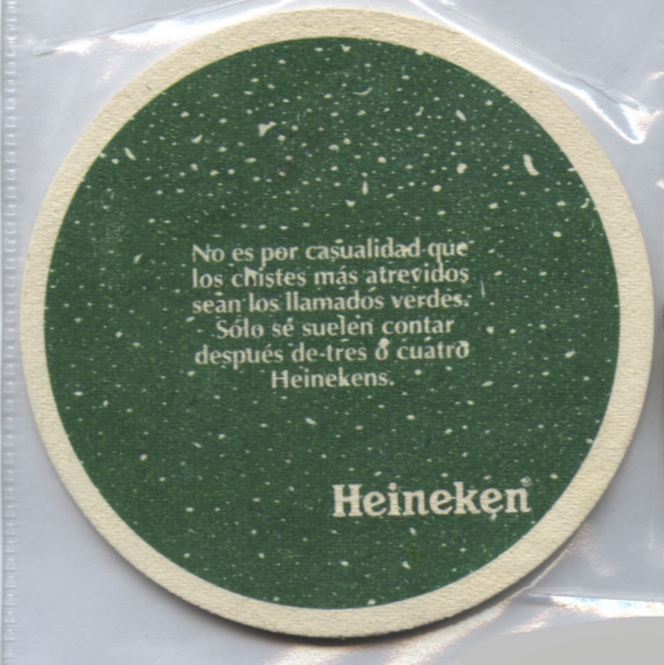 No es por casualidad que
los chistes más atrevidos
sean los llamados verdes.
Sólo se suelen contar
después de tres o cuatro
Heinekens.
Heineken®